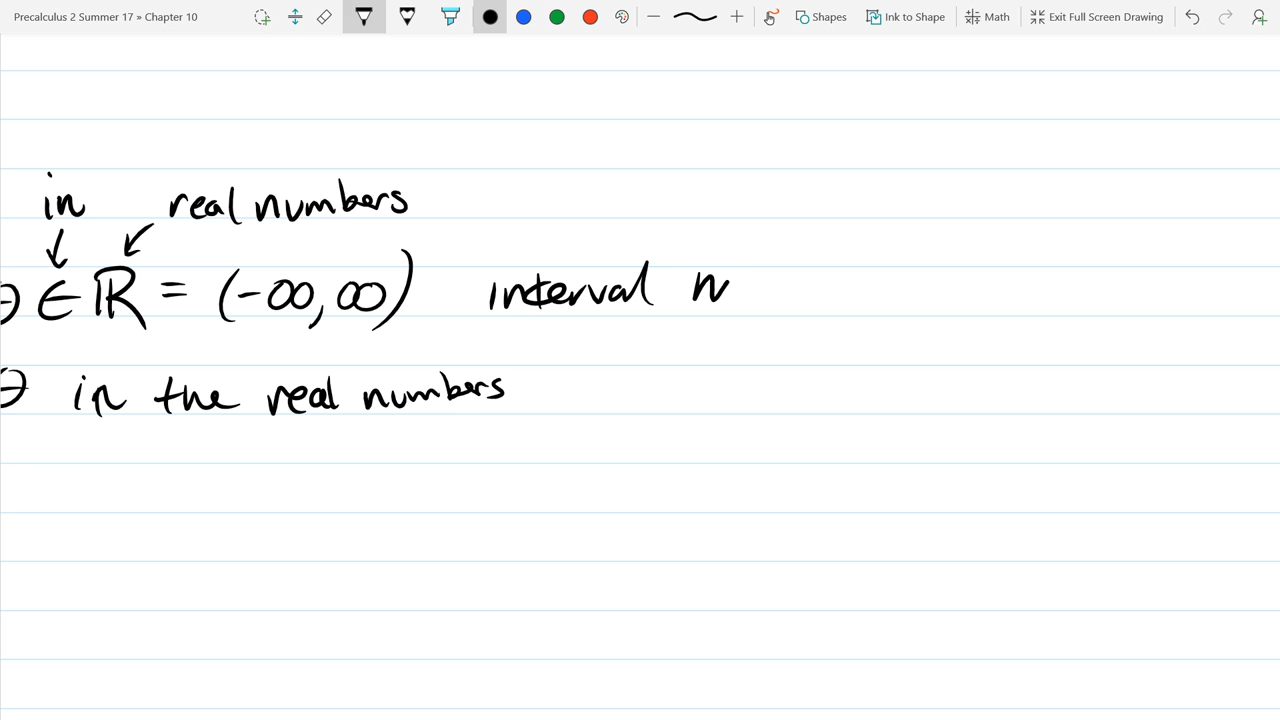 Precalculus 2 Summer 17 » Chapter 10 Shapes Ink to Shape Math Exit Full Screen Drawing
in real numbers
θ ∈ ℝ = (-∞,∞) interval n
θ in the real numbers